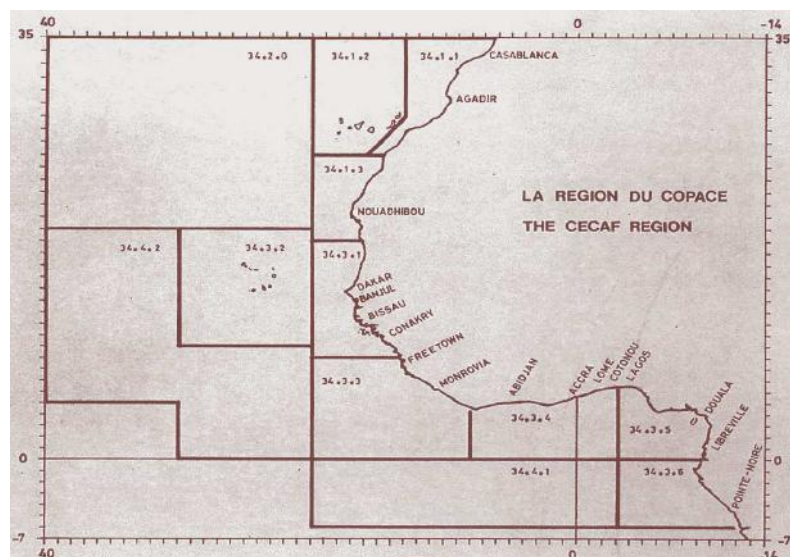 40
0
-14
35
35
34.2.0
34.1.2
34.1.1
CASABLANCA
AGADIR
34.1.3
LA REGION DU COPACE
NOUADHIBOU
THE CECAF REGION
34.4.2
34.3.2
34.3.1
DAKAR
BANJUL
BISSAU
CONAKRY
FREETOWN
MONROVIA
ABIDJAN
ACCRA
LOME
COTONOU
LAGOS
DOUALA
LIBREVILLE
34.3.3
34.3.4
34.3.5
0
0
34.4.1
34.3.6
POINTE-NOIRE
-7
-7
40
0
14